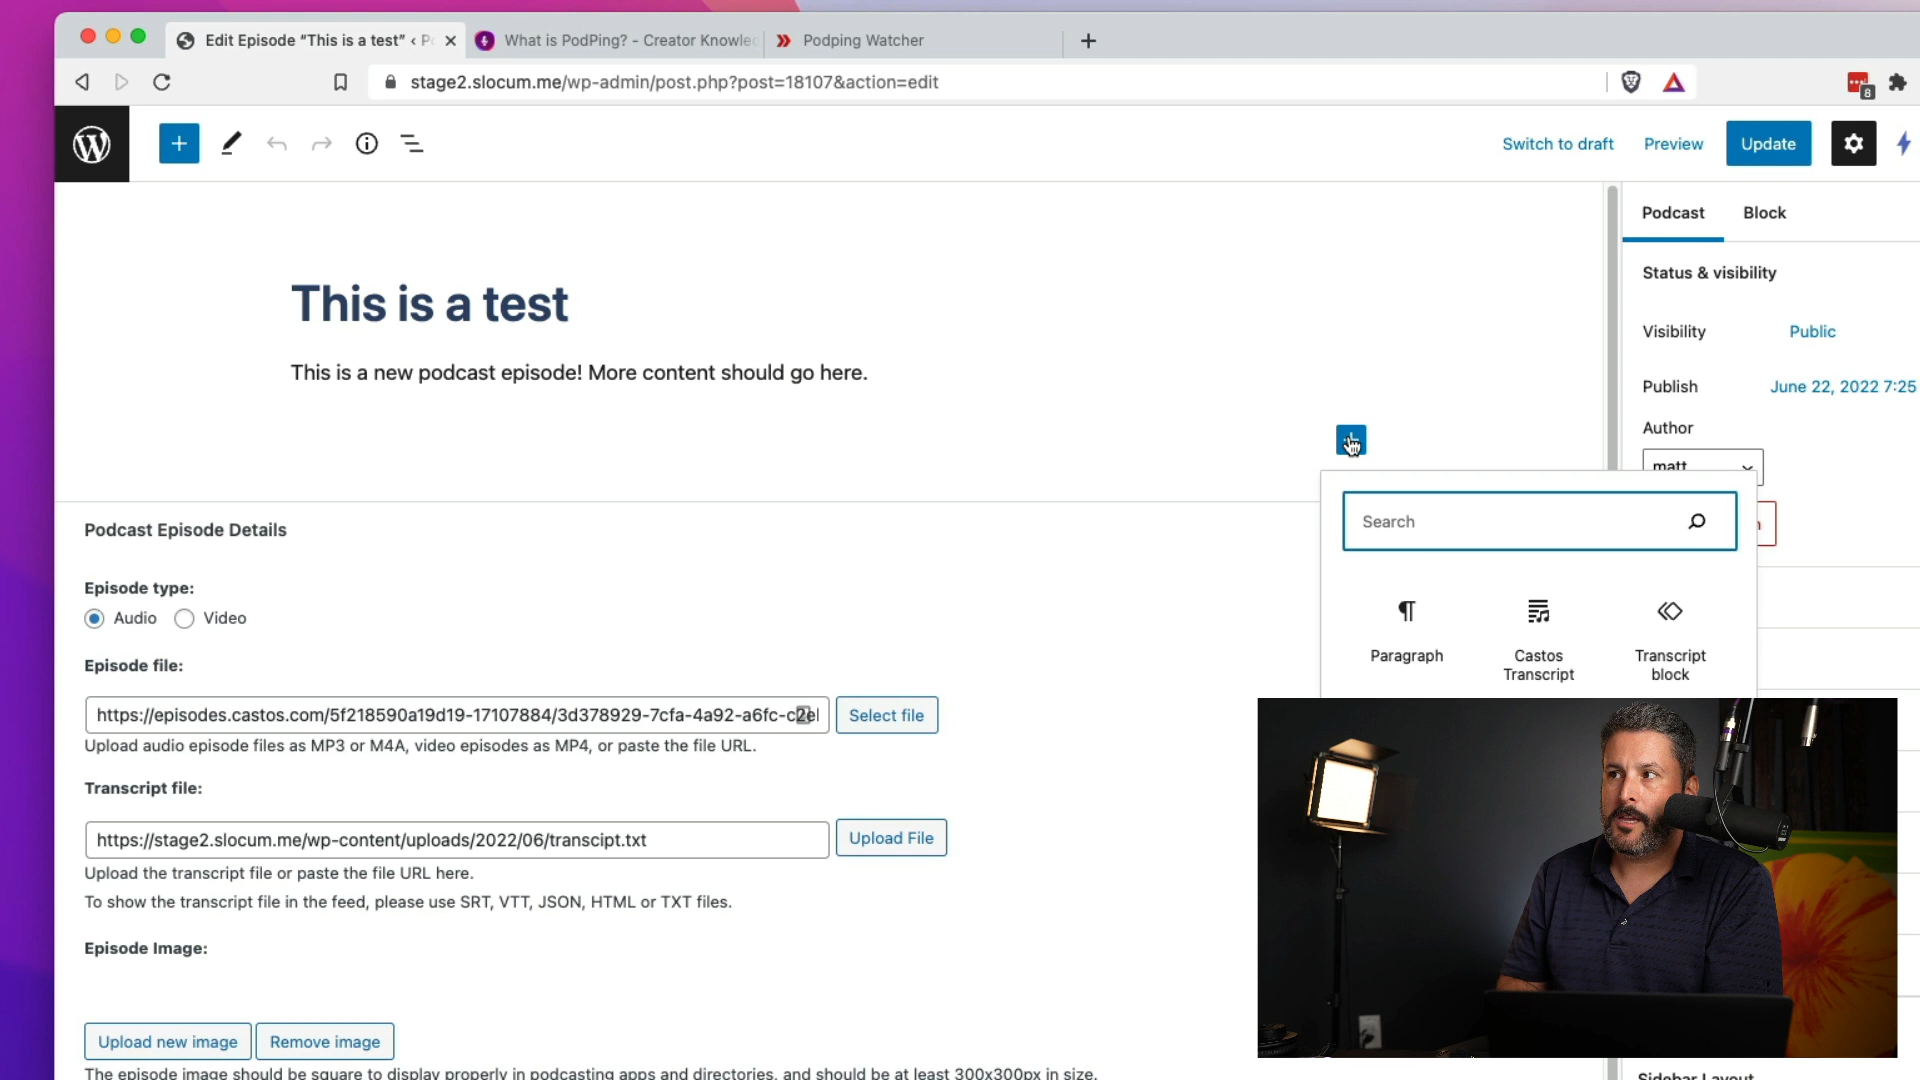 Edit Episode “This is a test” ‹ P
What is PodPing? - Creator Knowle
Podping Watcher
stage2.slocum.me/wp-admin/post.php?post=18107&action=edit
8
Switch to draft
Preview
Update
Podcast
Block
This is a test
This is a new podcast episode! More content should go here.
Status & visibility
Visibility
Public
Publish
June 22, 2022 7:25
Author
matt
Search
Paragraph
Castos
Transcript
Transcript
block
Podcast Episode Details
Episode type:
Audio
Video
Episode file:
https://episodes.castos.com/5f218590a19d19-17107884/3d378929-7cfa-4a92-a6fc-c2el
Select file
Upload audio episode files as MP3 or M4A, video episodes as MP4, or paste the file URL.
Transcript file:
https://stage2.slocum.me/wp-content/uploads/2022/06/transcipt.txt
Upload File
Upload the transcript file or paste the file URL here.
To show the transcript file in the feed, please use SRT, VTT, JSON, HTML or TXT files.
Episode Image:
Upload new image
Remove image
The episode image should be square to display properly in podcasting apps and directories, and should be at least 300x300px in size.
Sidebar Layout